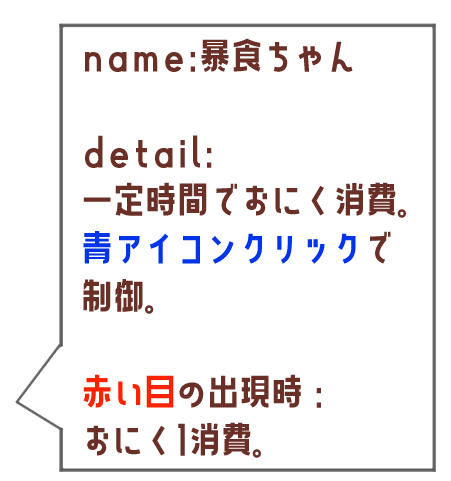 name:暴食ちゃん
detail:
一定時間でおにく消費。
青アイコンクリックで
制御。
赤い目の出現時：
おにく1消費。